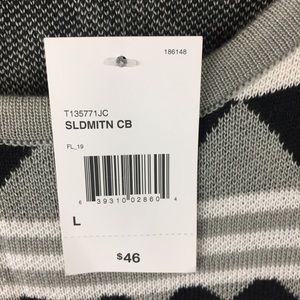 186148
T135771JC
SLDMITN CB
FL_19
6 39310 02860 4
L
$46